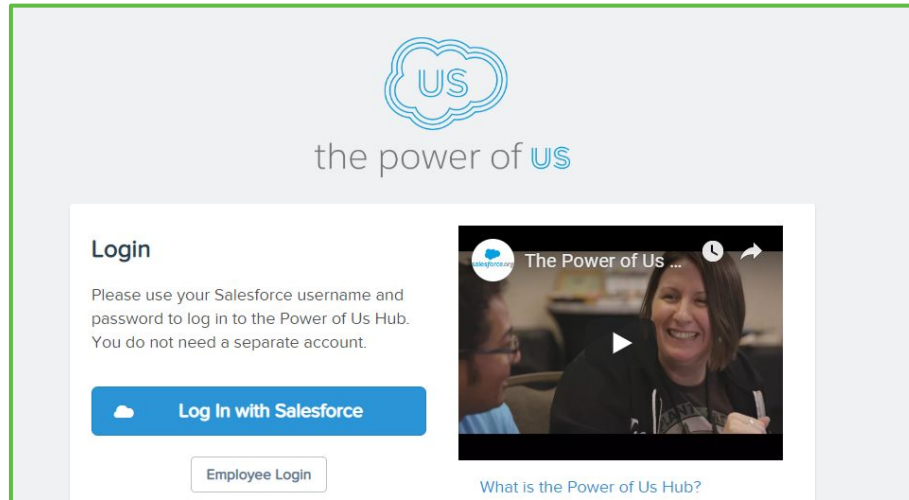 US
the power of US
Login
Please use your Salesforce username and
password to log in to the Power of Us Hub.
You do not need a separate account.
Log In with Salesforce
Employee Login
salesforce.org
The Power of Us ...
What is the Power of Us Hub?